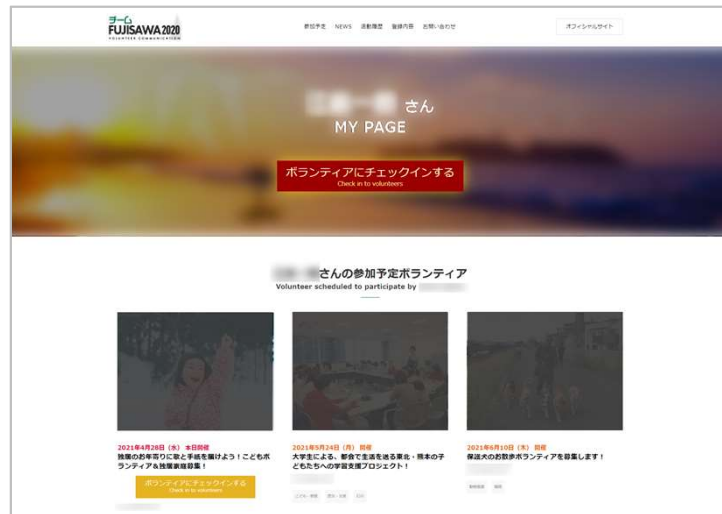 チーム
FUJISAWA 2020
VOLUNTEER COMMUNICATION
参加予定 NEWS 活動履歴 登録内容 お問い合わせ
オフィシャルサイト
さん
MY PAGE
ボランティアにチェックインする
Check in to volunteers
さんの参加予定ボランティア
Volunteer scheduled to participate by
2021年4月28日（水） 本日開催
独居のお年寄りに歌と手紙を届けよう！こどもボ
ランティア＆独居家庭募集！
ボランティアにチェックインする
Check in to volunteers
2021年5月24日（月） 開催
大学生による、都会で生活を送る東北・熊本の子
どもたちへの学習支援プロジェクト！
2021年6月10日（木） 開催
保護犬のお散歩ボランティアを募集します！